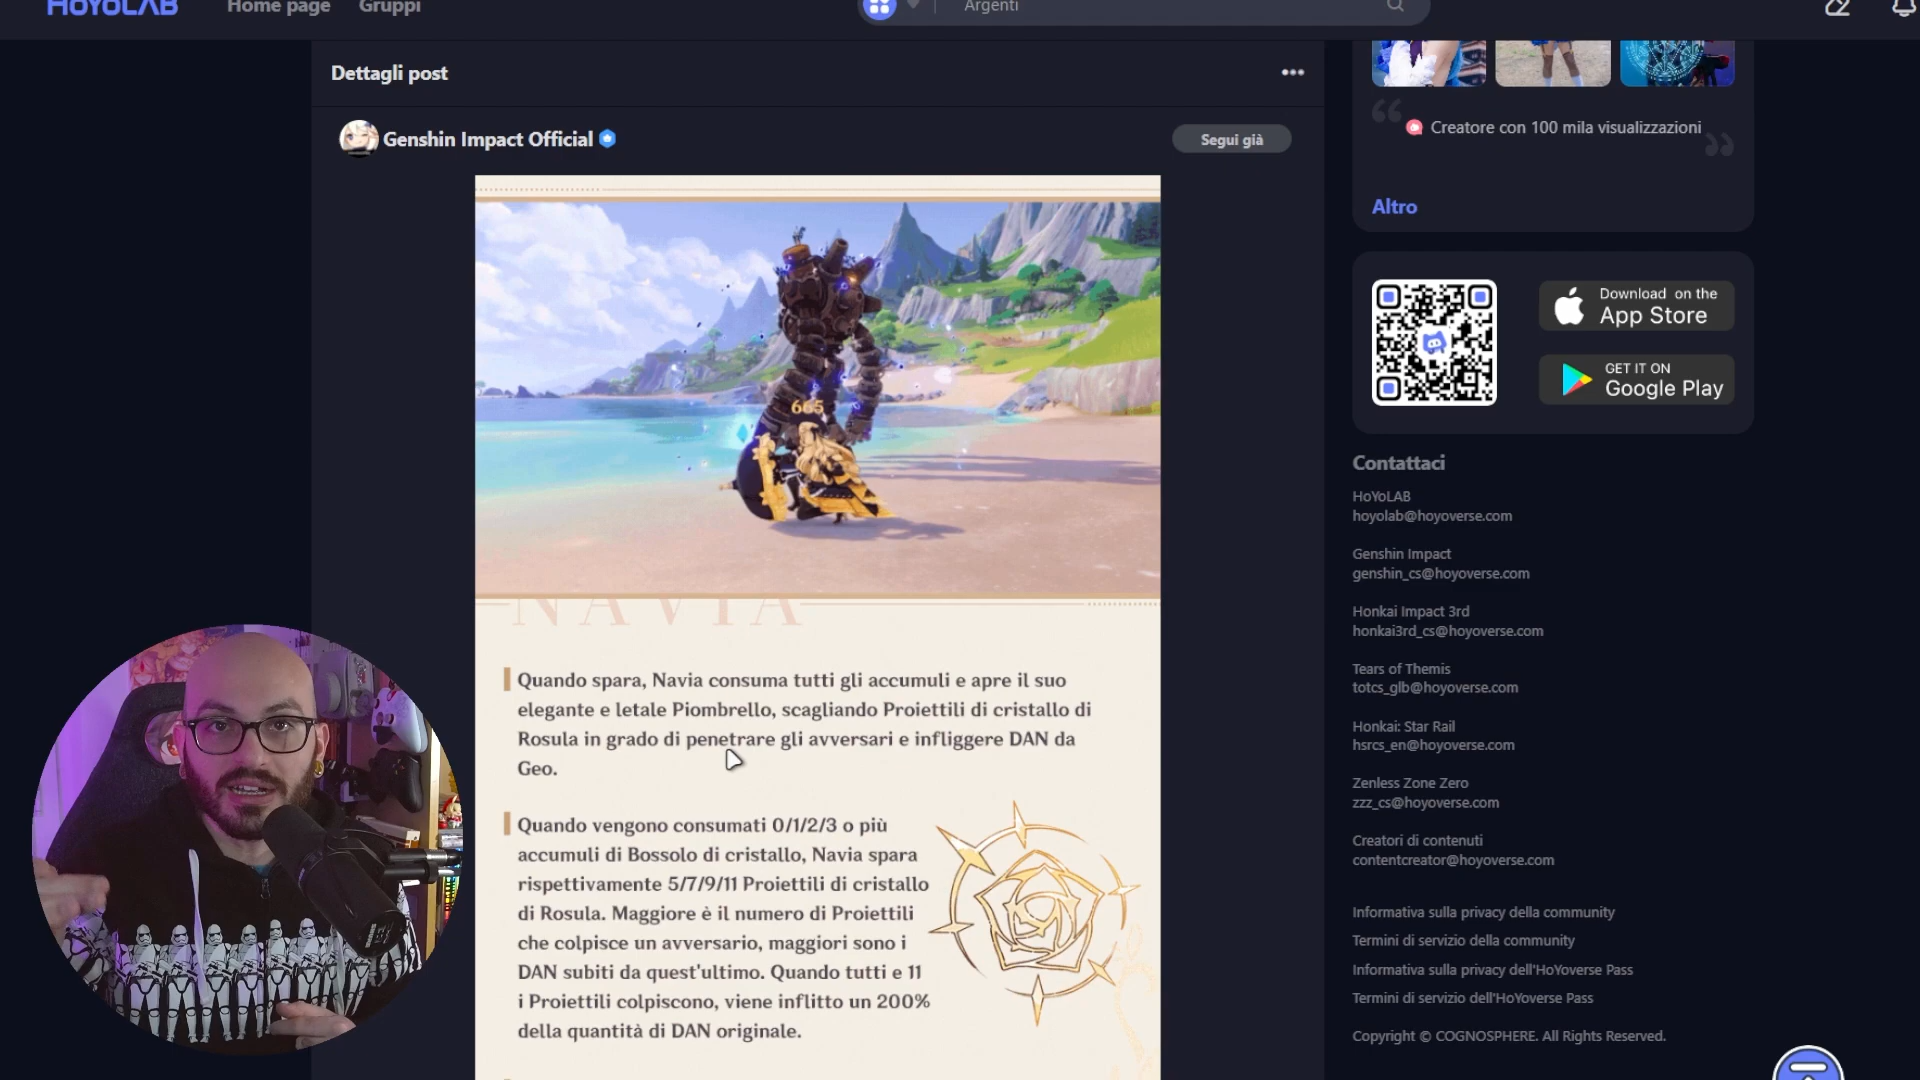 HoYoLAB
Home page
Gruppi
Argenti
Dettagli post
Genshin Impact Official
Segui già
665
NAVIA
Quando spara, Navia consuma tutti gli accumuli e apre il suo
elegante e letale Piombrello, scagliando Proiettili di cristallo di
Rosula in grado di penetrare gli avversari e infliggere DAN da
Geo.
Quando vengono consumati 0/1/2/3 o più
accumuli di Bossolo di cristallo, Navia spara
rispettivamente 5/7/9/11 Proiettili di cristallo
di Rosula. Maggiore è il numero di Proiettili
che colpisce un avversario, maggiori sono i
DAN subiti da quest'ultimo. Quando tutti e 11
i Proiettili colpiscono, viene inflitto un 200%
della quantità di DAN originale.
Creatore con 100 mila visualizzazioni
Altro
Download on the
App Store
GET IT ON
Google Play
Contattaci
HoYoLAB
hoyolab@hoyoverse.com
Genshin Impact
genshin_cs@hoyoverse.com
Honkai Impact 3rd
honkai3rd_cs@hoyoverse.com
Tears of Themis
totcs_glb@hoyoverse.com
Honkai: Star Rail
hsrcs_en@hoyoverse.com
Zenless Zone Zero
zzz_cs@hoyoverse.com
Creatori di contenuti
contentcreator@hoyoverse.com
Informativa sulla privacy della community
Termini di servizio della community
Informativa sulla privacy dell'HoYoverse Pass
Termini di servizio dell'HoYoverse Pass
Copyright © COGNOSPHERE. All Rights Reserved.